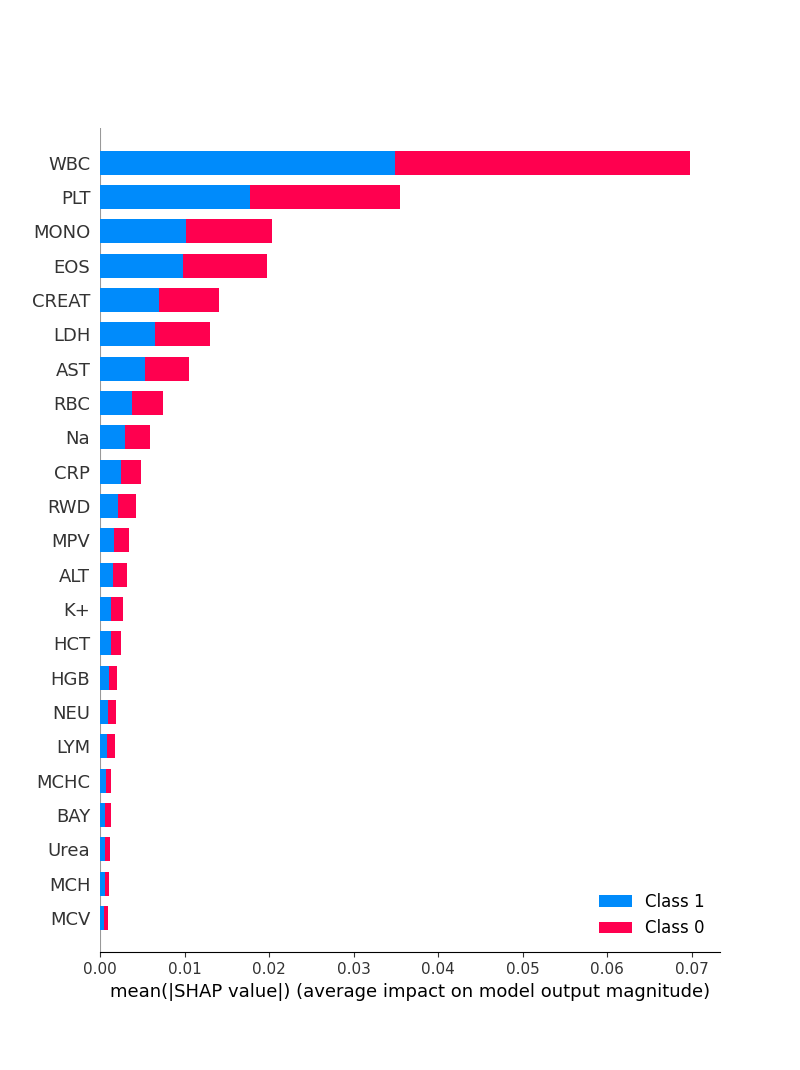 WBC
PLT
MONO
EOS
CREAT
LDH
AST
RBC
Na
CRP
RWD
MPV
ALT
K+
HCT
HGB
NEU
LYM
MCHC
BAY
Urea
MCH
MCV
Class 1
Class 0
0.00 0.01 0.02 0.03 0.04 0.05 0.06 0.07
mean(|SHAP value|) (average impact on model output magnitude)